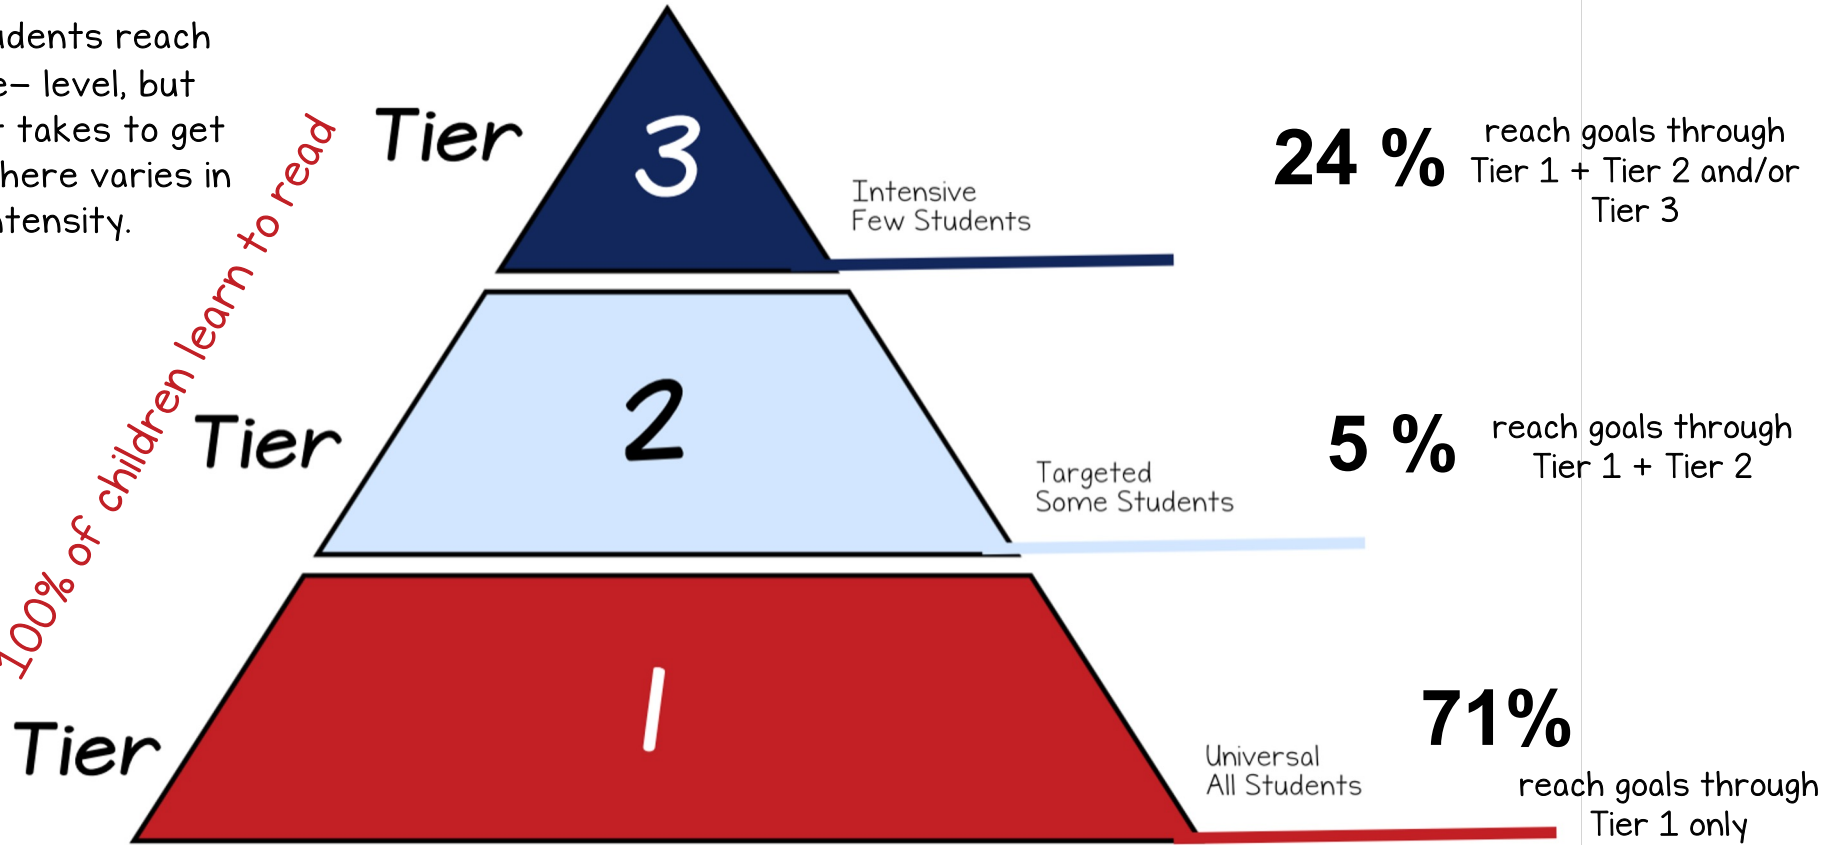 udents reach
e- level, but
takes to get
here varies in
ntensity.
100% of children learn to read
Tier
3
Intensive
Few Students
24 %
reach goals through
Tier 1 + Tier 2 and/or
Tier 3
Tier
2
Targeted
Some Students
5 %
reach goals through
Tier 1 + Tier 2
Tier
1
Universal
All Students
71%
reach goals through
Tier 1 only